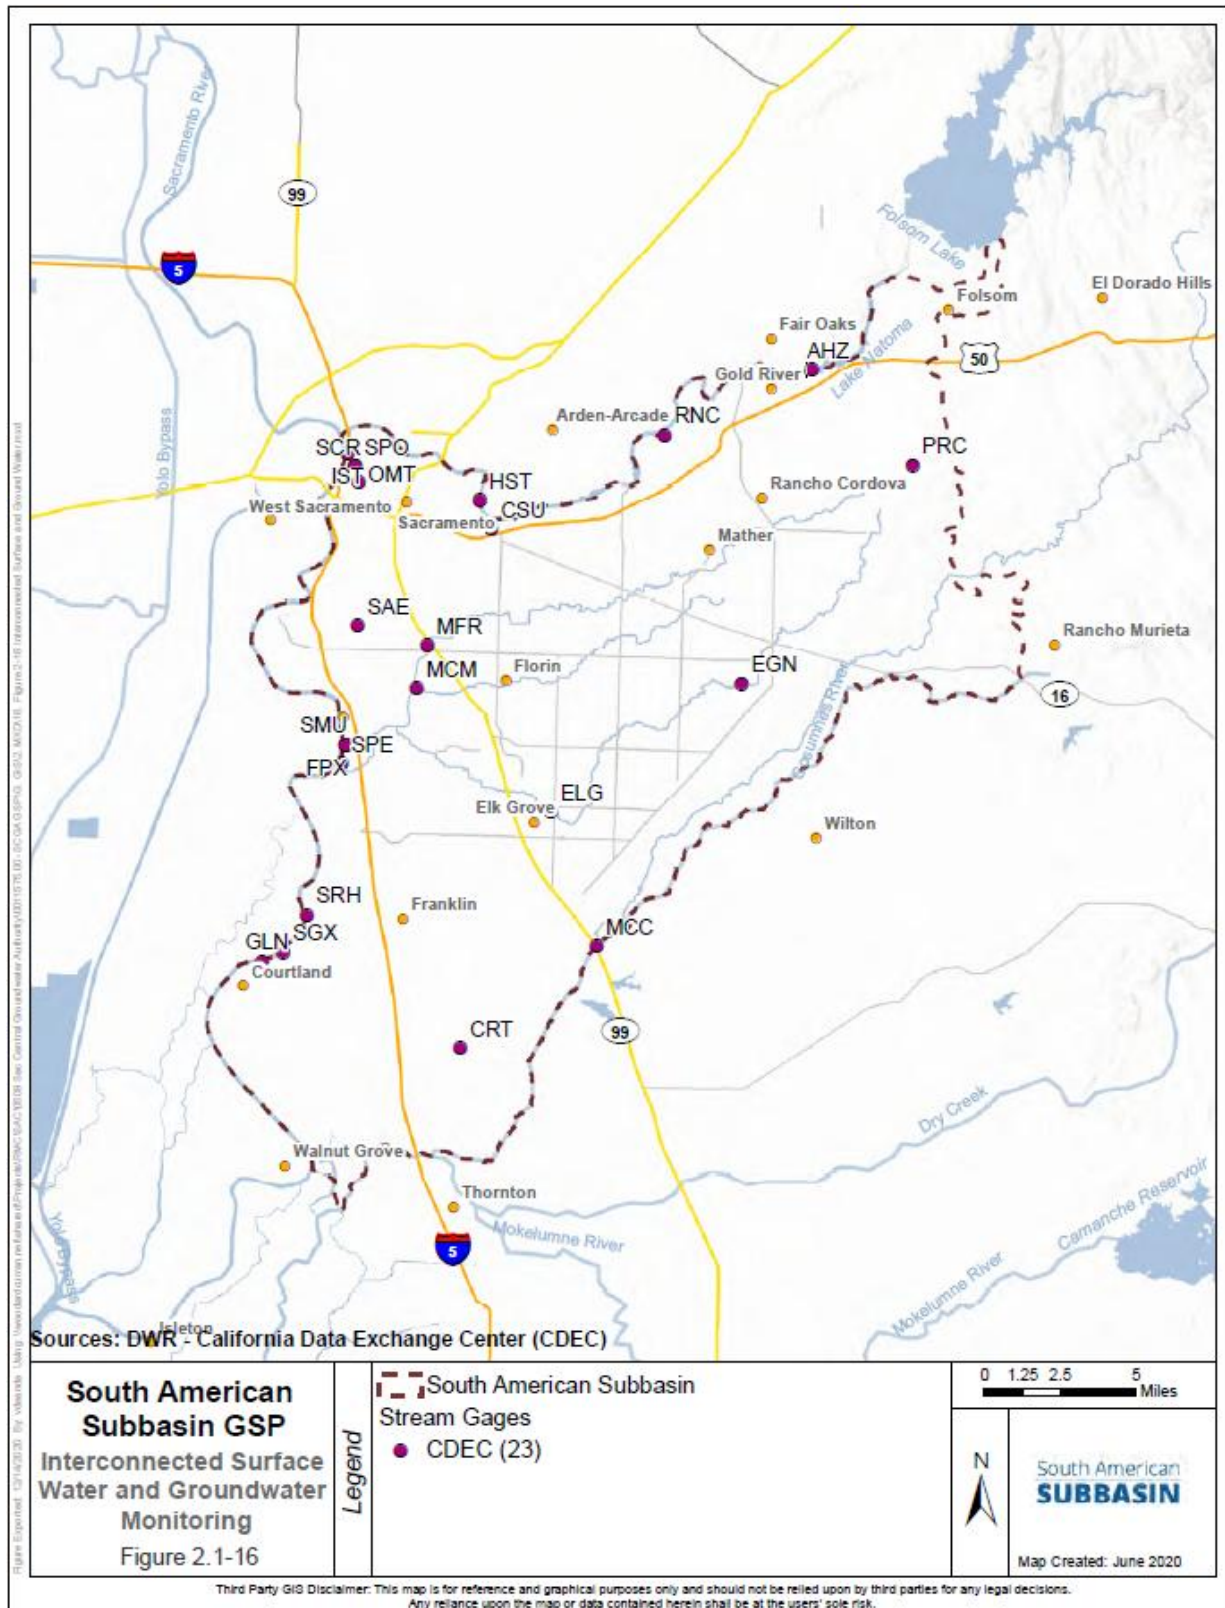 Sacramento River
99
5
Folsom Lake
Folsom
El Dorado Hills
Fair Oaks
AHZ
50
Gold River
Lake Natoma
Arden-Arcade
RNC
Yolo Bypass
SCR SPO
IST OMT
PRC
HST
Rancho Cordova
West Sacramento
CSU
Sacramento
Mather
SAE
MFR
Rancho Murieta
MCM
Florin
EGN
16
Cosumnes River
SMU
SPE
FPX
ELG
Elk Grove
Wilton
SRH
Franklin
SGX
MCC
GLN
Courtland
99
CRT
Dry Creek
Walnut Grove
Thornton
Camanche Reservoir
Mokelumne River
5
Yolo Bypass
Mokelumne River
Isleton
Sources: DWR - California Data Exchange Center (CDEC)
South American
Subbasin GSP
Interconnected Surface
Water and Groundwater
Monitoring
Figure 2.1-16
Legend
South American Subbasin
Stream Gages
CDEC (23)
0 1.25 2.5 5
Miles
N
South American
SUBBASIN
Map Created: June 2020
Third Party GIS Disclaimer: This map is for reference and graphical purposes only and should not be relied upon by third parties for any legal decisions.
Any reliance upon the map or data contained herein shall be at the users' sole risk.